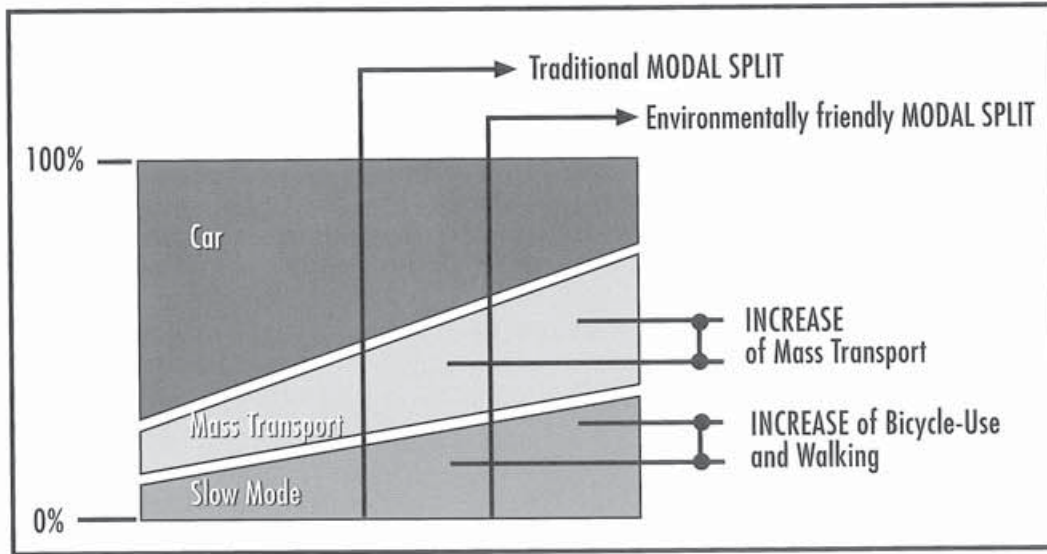 Traditional MODAL SPLIT
Environmentally friendly MODAL SPLIT
100%
Car
INCREASE
of Mass Transport
Mass Transport
INCREASE of Bicycle-Use
and Walking
Slow Mode
0%